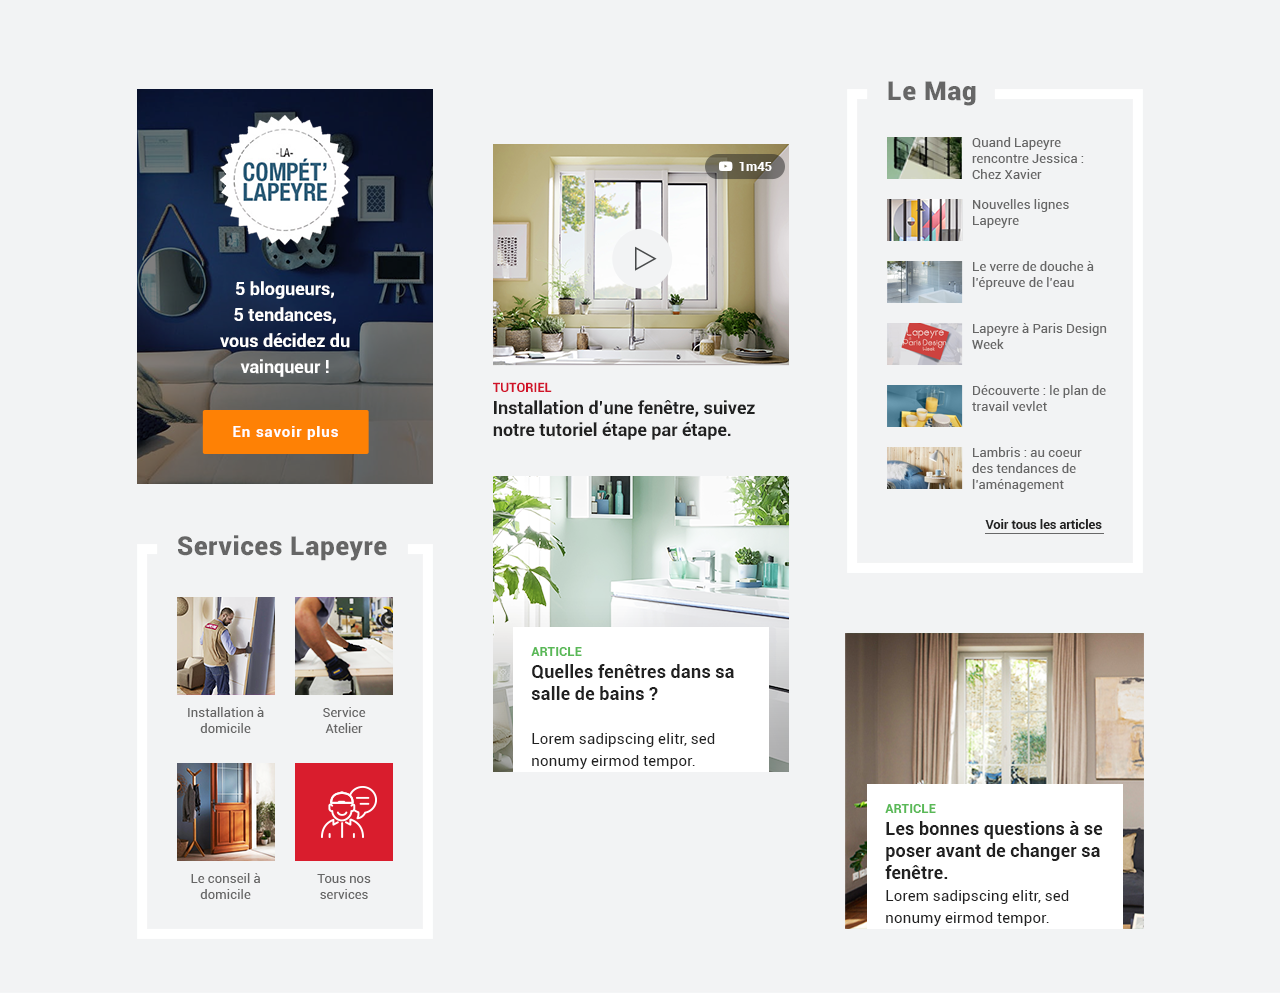 -LA-
COMPÉT'
LAPEYRE
5 blogueurs,
5 tendances,
vous décidez du
vainqueur !
En savoir plus
Services Lapeyre
Installation à
domicile
Service
Atelier
Le conseil à
domicile
Tous nos
services
1m45
TUTORIEL
Installation d'une fenêtre, suivez
notre tutoriel étape par étape.
ARTICLE
Quelles fenêtres dans sa
salle de bains ?
Lorem sadipscing elitr, sed
nonumy eirmod tempor.
Le Mag
Quand Lapeyre
rencontre Jessica :
Chez Xavier
Nouvelles lignes
Lapeyre
Le verre de douche à
l'épreuve de l'eau
Lapeyre
Paris Design
Week
Lapeyre à Paris Design
Week
Découverte : le plan de
travail vevlet
Lambris : au coeur
des tendances de
l'aménagement
Voir tous les articles
ARTICLE
Les bonnes questions à se
poser avant de changer sa
fenêtre.
Lorem sadipscing elitr, sed
nonumy eirmod tempor.